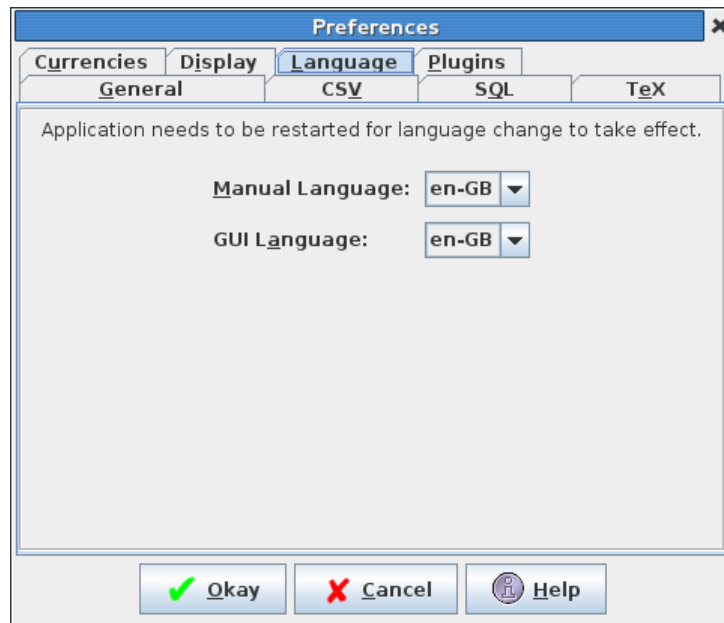 Preferences
Currencies Display Language Plugins
General CSV SQL TeX
Application needs to be restarted for language change to take effect.
Manual Language: en-GB
GUI Language: en-GB
Okay Cancel Help